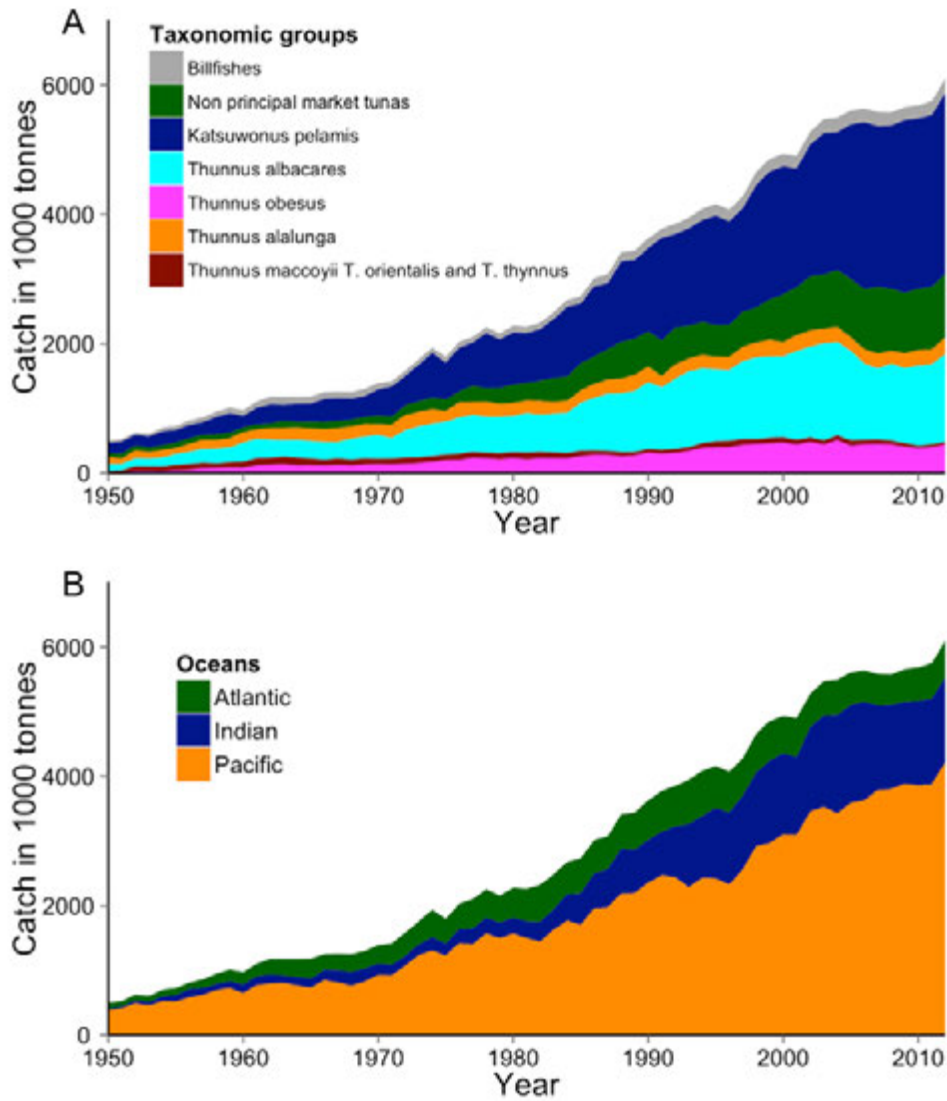 A
Taxonomic groups
Billfishes
Non principal market tunas
Katsuwonus pelamis
Thunnus albacares
Thunnus obesus
Thunnus alalunga
Thunnus maccoyii T. orientalis and T. thynnus
Catch in 1000 tonnes
6000
4000
2000
0
1950 1960 1970 1980 1990 2000 2010
Year
B
Oceans
Atlantic
Indian
Pacific
Catch in 1000 tonnes
6000
4000
2000
0
1950 1960 1970 1980 1990 2000 2010
Year